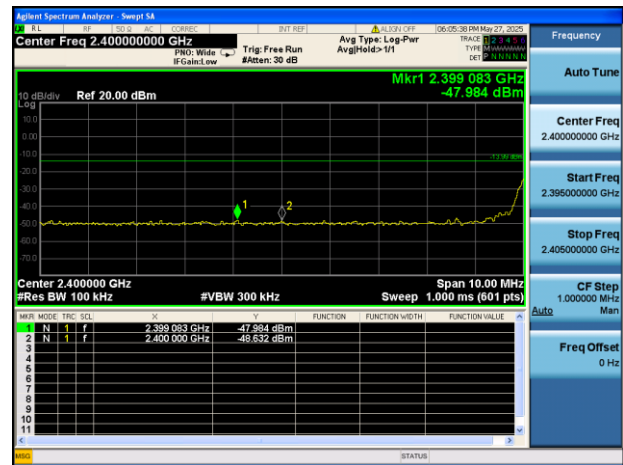 Agilent Spectrum Analyzer - Swept SA
RL RF 50 Ω AC CORREC INT REF ALIGN OFF 06:05:38 PM May 27, 2025
Center Freq 2.400000000 GHz
PNO: Wide
IFGain:Low
Trig: Free Run
#Atten: 30 dB
Avg Type: Log-Pwr
Avg|Hold:>1/1
TRACE 1 2 3 4 5 6
TYPE M
DET P N N N N N
Mkr1 2.399 083 GHz
-47.984 dBm
10 dB/div Ref 20.00 dBm
Log
10.0
0.00
-10.0
-20.0
-30.0
-40.0
-50.0
-60.0
-70.0
1
2
Center 2.400000 GHz Span 10.00 MHz
#Res BW 100 kHz #VBW 300 kHz Sweep 1.000 ms (601 pts)
MKR MODE TRC SCL X Y FUNCTION FUNCTION WIDTH FUNCTION VALUE
1 N 1 f 2.399 083 GHz -47.984 dBm
2 N 1 f 2.400 000 GHz -48.632 dBm
3
4
5
6
7
8
9
10
11
MSG STATUS
Frequency
Auto Tune
Center Freq
2.400000000 GHz
Start Freq
2.395000000 GHz
Stop Freq
2.405000000 GHz
CF Step
1.000000 MHz
Auto Man
Freq Offset
0 Hz